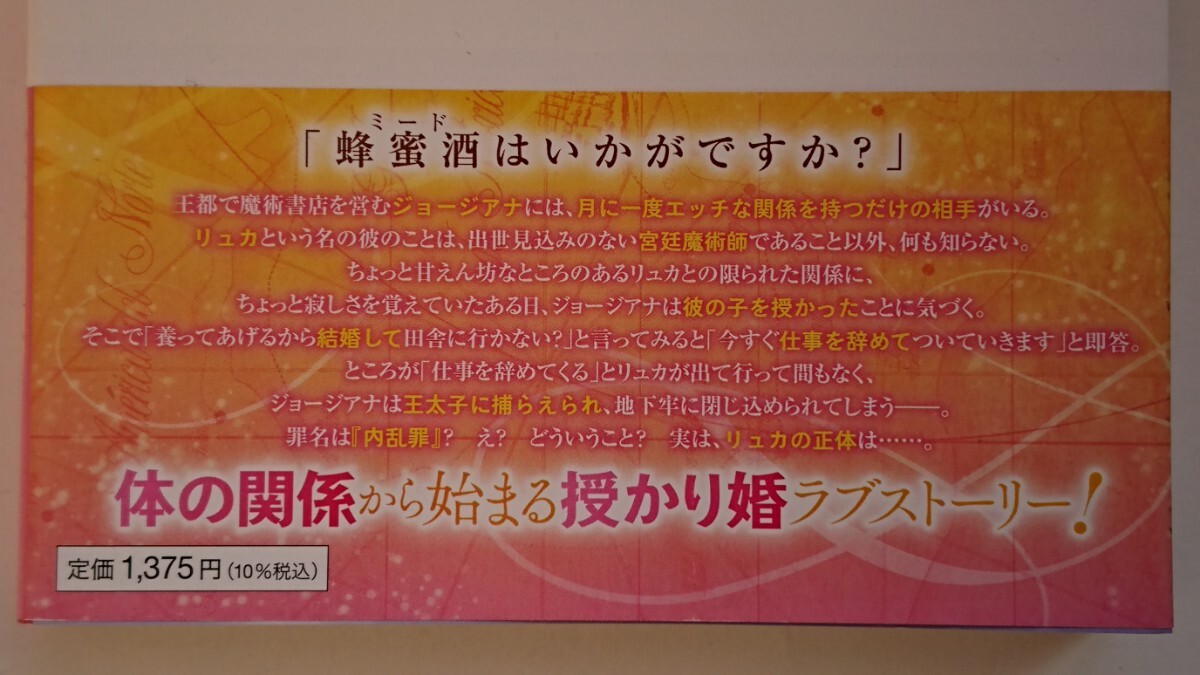 ミード
「蜂蜜酒はいかがですか?」
王都で魔術書店を営むジョージアナには、月に一度エッチな関係を持つだけの相手がいる。
リュカという名の彼のことは、出世見込みのない宮廷魔術師であること以外、何も知らない。
ちょっと甘えん坊なところのあるリュカとの限られた関係に、
ちょっと寂しさを覚えていたある日、ジョージアナは彼の子を授かったことに気づく。
そこで「養ってあげるから結婚して田舎に行かない?」と言ってみると「今すぐ仕事を辞めてついていきます」と即答。
ところが「仕事を辞めてくる」とリュカが出て行って間もなく、
ジョージアナは王太子に捕らえられ、地下牢に閉じ込められてしまう――。
罪名は『内乱罪』? え? どういうこと? 実は、リュカの正体は……。
体の関係から始まる授かり婚ラブストーリー!
定価1,375円(10%税込)